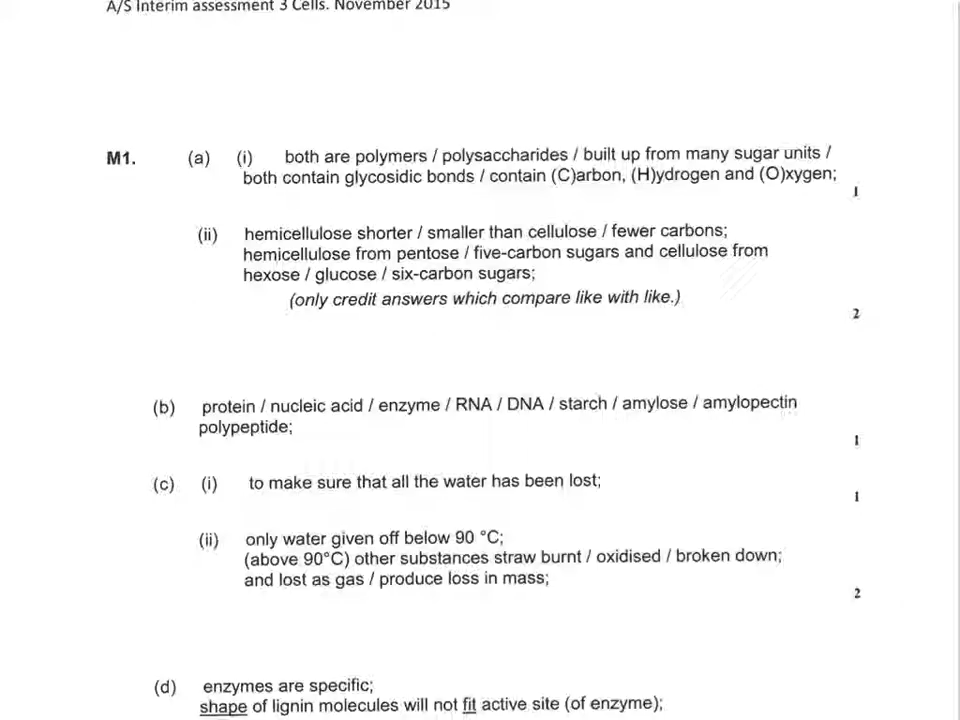 A/S Interim assessment 3 Cells. November 2015
M1. (a) (i) both are polymers / polysaccharides / built up from many sugar units /
both contain glycosidic bonds / contain (C)arbon, (H)ydrogen and (O)xygen;
1
(ii) hemicellulose shorter / smaller than cellulose / fewer carbons;
hemicellulose from pentose / five-carbon sugars and cellulose from
hexose / glucose / six-carbon sugars;
(only credit answers which compare like with like.)
2
(b) protein / nucleic acid / enzyme / RNA / DNA / starch / amylose / amylopectin
polypeptide;
1
(c) (i) to make sure that all the water has been lost;
1
(ii) only water given off below 90 °C;
(above 90°C) other substances straw burnt / oxidised / broken down;
and lost as gas / produce loss in mass;
2
(d) enzymes are specific;
shape of lignin molecules will not fit active site (of enzyme);